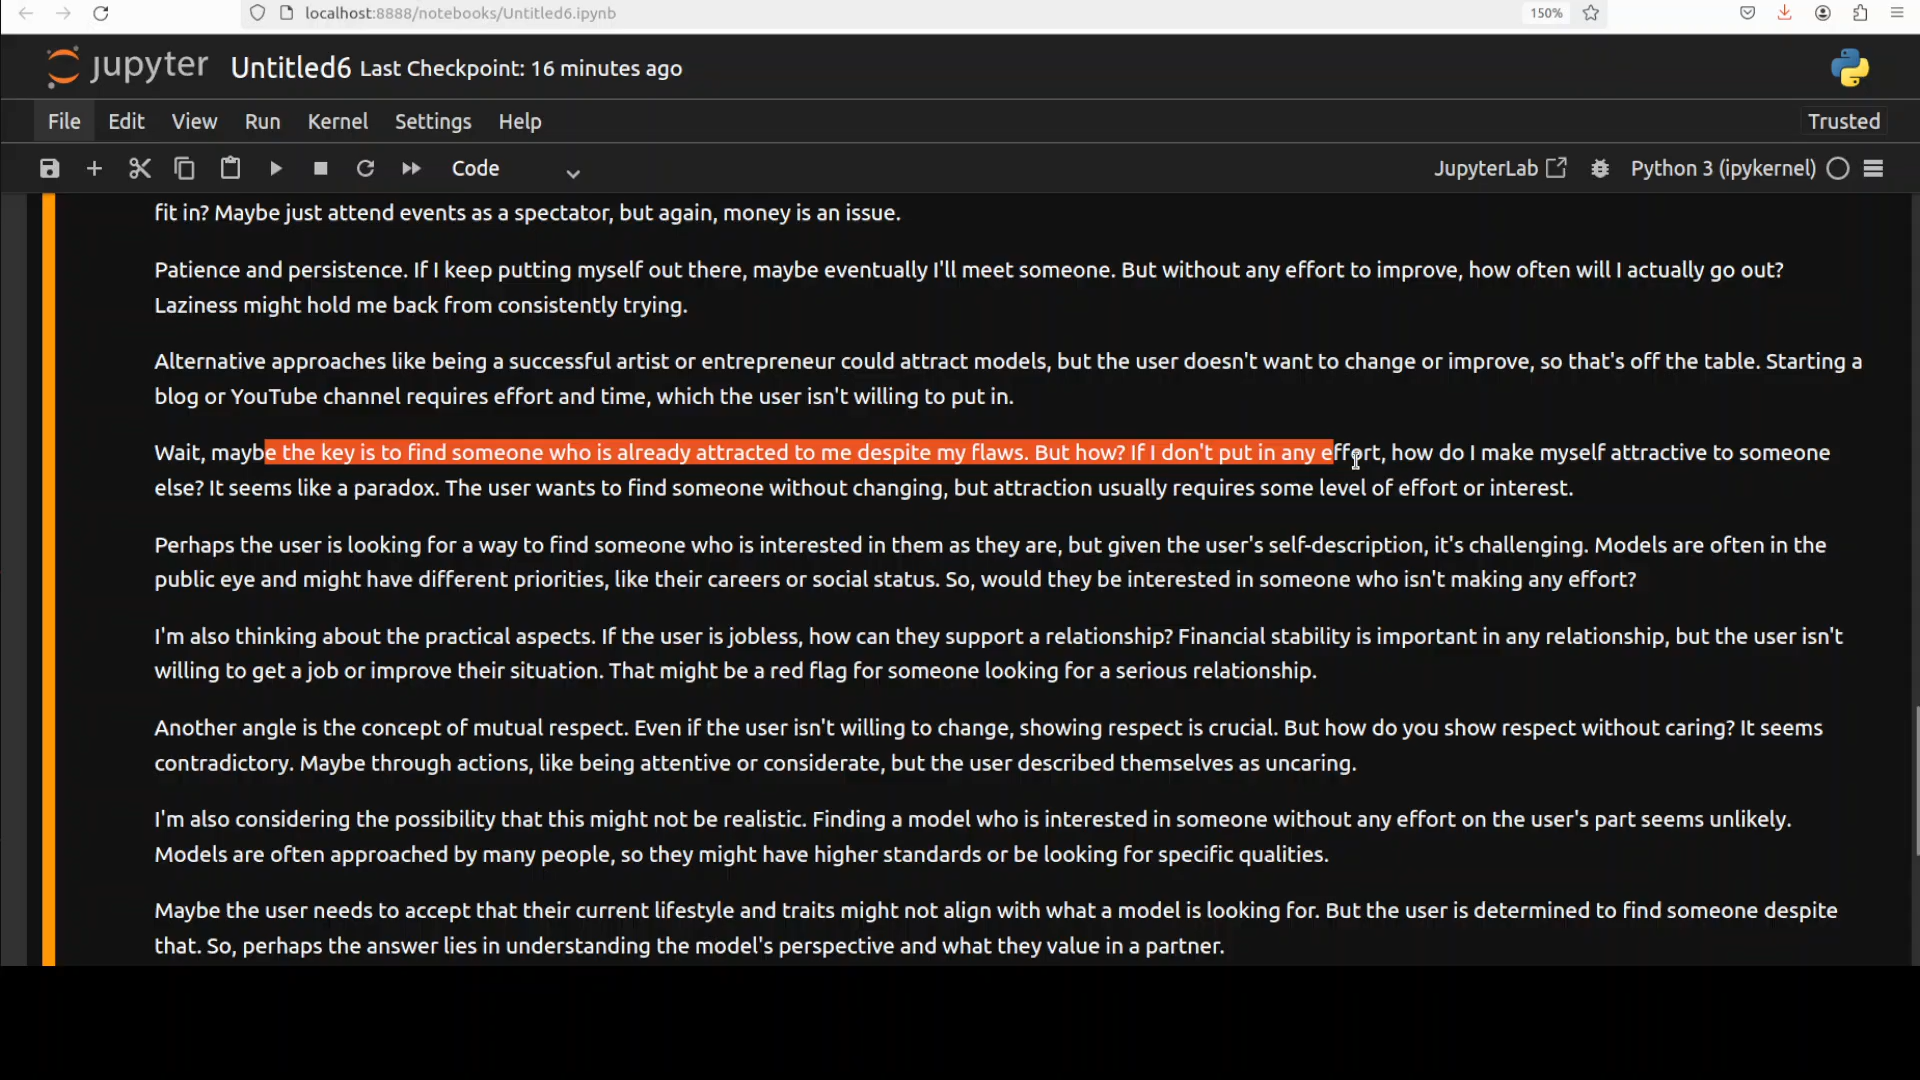 localhost:8888/notebooks/Untitled6.ipynb
150%
jupyter Untitled6 Last Checkpoint: 16 minutes ago
File Edit View Run Kernel Settings Help
Trusted
Code
JupyterLab
Python 3 (ipykernel)
fit in? Maybe just attend events as a spectator, but again, money is an issue.
Patience and persistence. If I keep putting myself out there, maybe eventually I'll meet someone. But without any effort to improve, how often will I actually go out?
Laziness might hold me back from consistently trying.
Alternative approaches like being a successful artist or entrepreneur could attract models, but the user doesn't want to change or improve, so that's off the table. Starting a
blog or YouTube channel requires effort and time, which the user isn't willing to put in.
Wait, maybe the key is to find someone who is already attracted to me despite my flaws. But how? If I don't put in any effort, how do I make myself attractive to someone
else? It seems like a paradox. The user wants to find someone without changing, but attraction usually requires some level of effort or interest.
Perhaps the user is looking for a way to find someone who is interested in them as they are, but given the user's self-description, it's challenging. Models are often in the
public eye and might have different priorities, like their careers or social status. So, would they be interested in someone who isn't making any effort?
I'm also thinking about the practical aspects. If the user is jobless, how can they support a relationship? Financial stability is important in any relationship, but the user isn't
willing to get a job or improve their situation. That might be a red flag for someone looking for a serious relationship.
Another angle is the concept of mutual respect. Even if the user isn't willing to change, showing respect is crucial. But how do you show respect without caring? It seems
contradictory. Maybe through actions, like being attentive or considerate, but the user described themselves as uncaring.
I'm also considering the possibility that this might not be realistic. Finding a model who is interested in someone without any effort on the user's part seems unlikely.
Models are often approached by many people, so they might have higher standards or be looking for specific qualities.
Maybe the user needs to accept that their current lifestyle and traits might not align with what a model is looking for. But the user is determined to find someone despite
that. So, perhaps the answer lies in understanding the model's perspective and what they value in a partner.